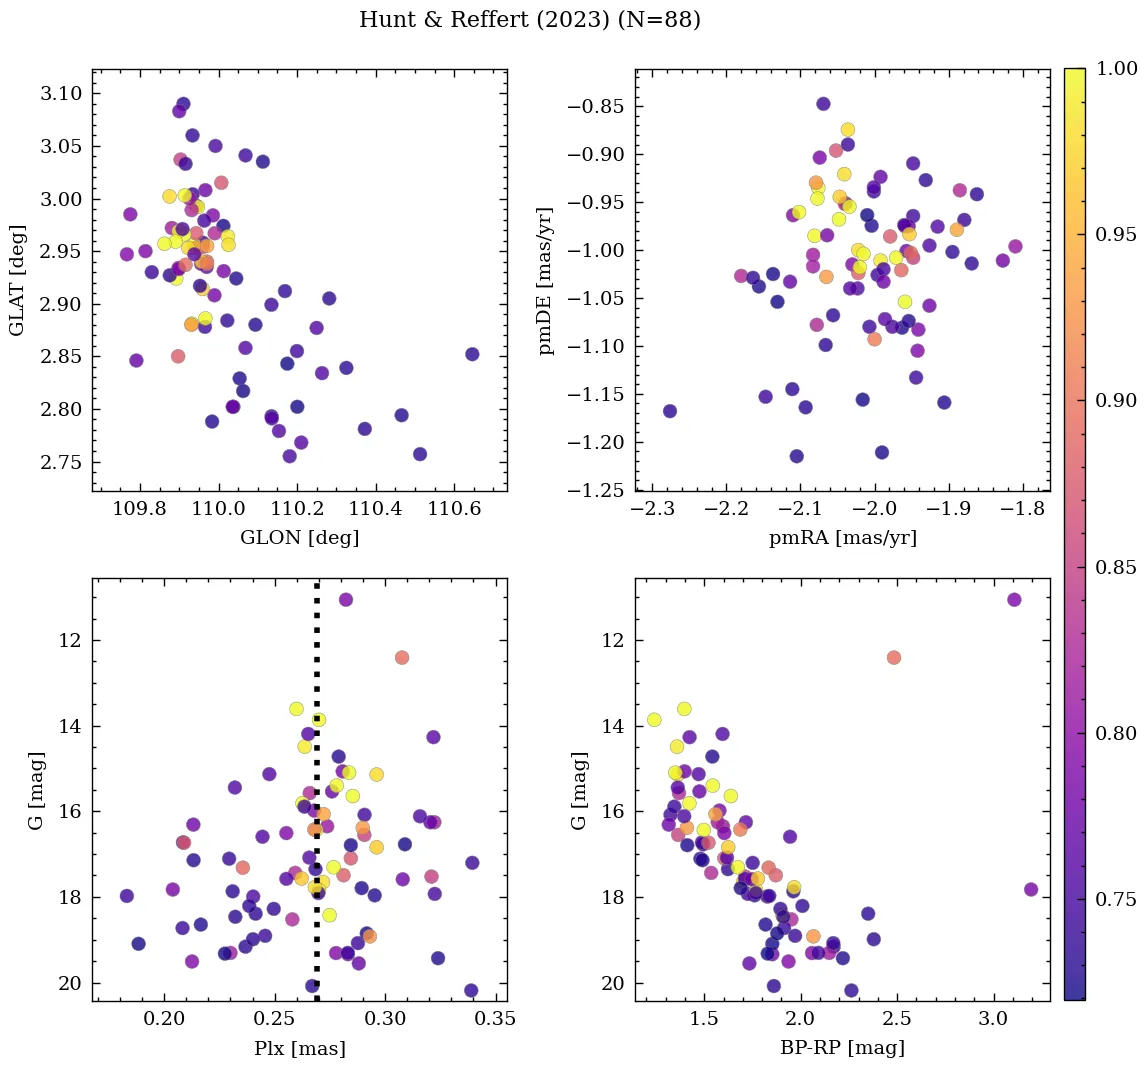 Hunt & Reffert (2023) (N=88)
3.10
3.05
3.00
2.95
2.90
2.85
2.80
2.75
GLAT [deg]
109.8 110.0 110.2 110.4 110.6
GLON [deg]
−0.85
−0.90
−0.95
−1.00
−1.05
−1.10
−1.15
−1.20
−1.25
pmDE [mas/yr]
−2.3 −2.2 −2.1 −2.0 −1.9 −1.8
pmRA [mas/yr]
12
14
16
18
20
G [mag]
0.20 0.25 0.30 0.35
Plx [mas]
12
14
16
18
20
G [mag]
1.5 2.0 2.5 3.0
BP-RP [mag]
1.00
0.95
0.90
0.85
0.80
0.75